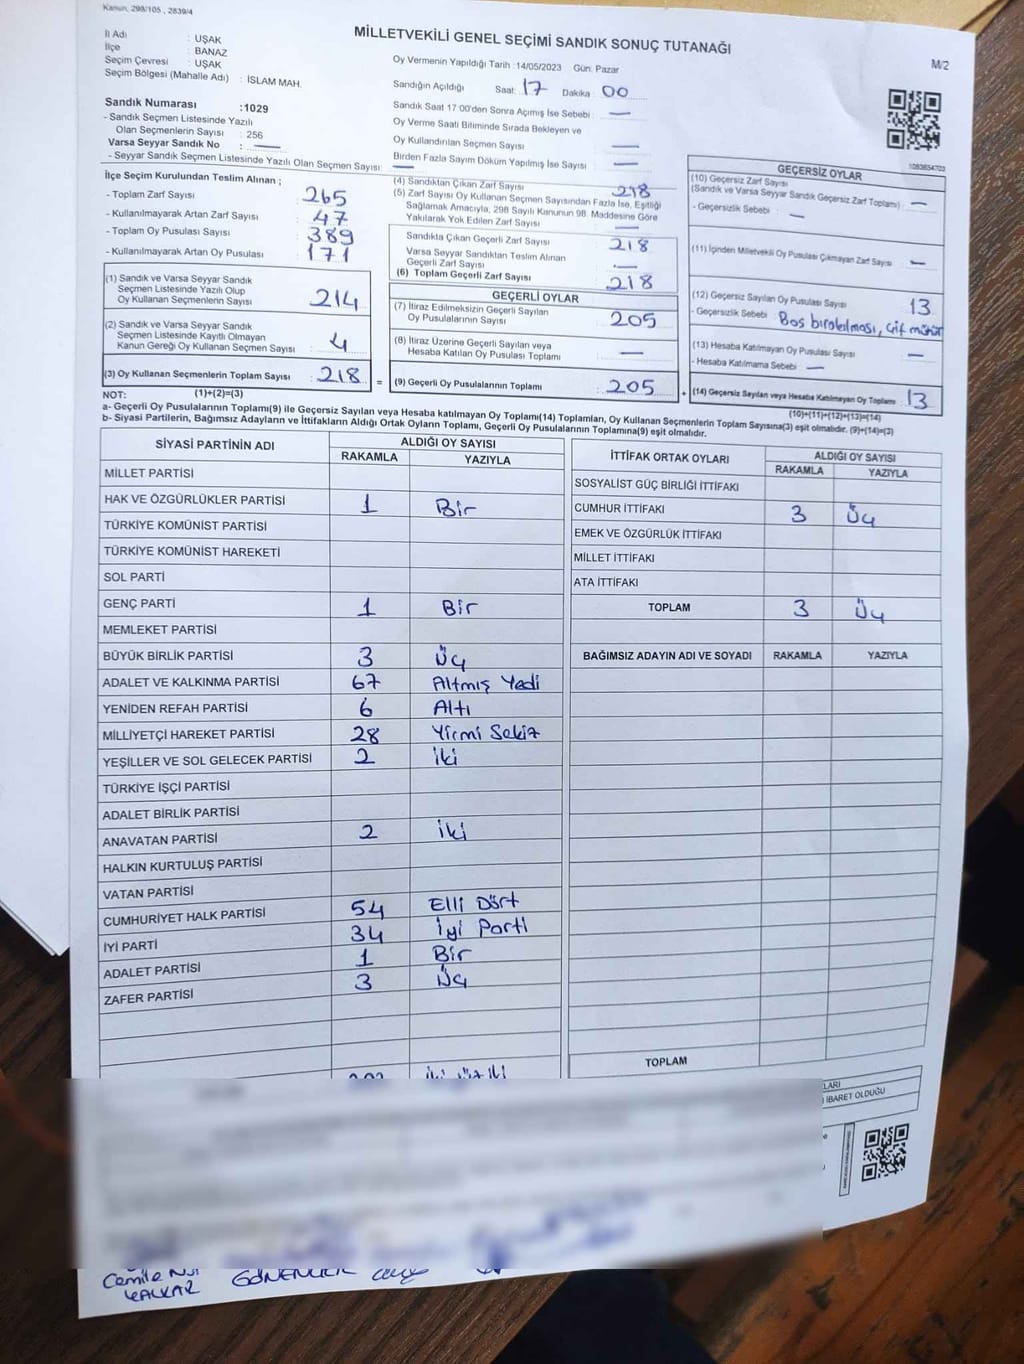 Kanun, 298/105 , 2839/4
MİLLETVEKİLİ GENEL SEÇİMİ SANDIK SONUÇ TUTANAĞI
M/2
İl Adı : UŞAK
İlçe : BANAZ
Seçim Çevresi : UŞAK
Seçim Bölgesi (Mahalle Adı) : İSLAM MAH.
Sandık Numarası :1029
- Sandık Seçmen Listesinde Yazılı
Olan Seçmenlerin Sayısı : 256
Varsa Seyyar Sandık No : —
- Seyyar Sandık Seçmen Listesinde Yazılı Olan Seçmen Sayısı: —
Oy Vermenin Yapıldığı Tarih :14/05/2023 Gün: Pazar
Sandığın Açıldığı Saat: 17 Dakika: 00
Sandık Saat 17:00'den Sonra Açımış İse Sebebi : —
Oy Verme Saati Bitiminde Sırada Bekleyen ve
Oy Kullandırılan Seçmen Sayısı : —
Birden Fazla Sayım Döküm Yapılmış İse Sayısı : —
1083654703
İlçe Seçim Kurulundan Teslim Alınan ;
- Toplam Zarf Sayısı : 265
- Kullanılmayarak Artan Zarf Sayısı : 47
- Toplam Oy Pusulası Sayısı : 389
- Kullanılmayarak Artan Oy Pusulası : 171
(1) Sandık ve Varsa Seyyar Sandık
Seçmen Listesinde Yazılı Olup
Oy Kullanan Seçmenlerin Sayısı : 214
(2) Sandık ve Varsa Seyyar Sandık
Seçmen Listesinde Kayıtlı Olmayan
Kanun Gereği Oy Kullanan Seçmen Sayısı : 4
(3) Oy Kullanan Seçmenlerin Toplam Sayısı : 218 =
(4) Sandıktan Çıkan Zarf Sayısı : 218
(5) Zarf Sayısı Oy Kullanan Seçmen Sayısından Fazla İse, Eşitliği
Sağlamak Amacıyla, 298 Sayılı Kanunun 98. Maddesine Göre
Yakılarak Yok Edilen Zarf Sayısı : —
Sandıkta Çıkan Geçerli Zarf Sayısı : 218
Varsa Seyyar Sandıktan Teslim Alınan
Geçerli Zarf Sayısı : —
(6) Toplam Geçerli Zarf Sayısı : 218
GEÇERLİ OYLAR
(7) İtiraz Edilmeksizin Geçerli Sayılan
Oy Pusulalarının Sayısı : 205
(8) İtiraz Üzerine Geçerli Sayılan veya
Hesaba Katılan Oy Pusulası Toplamı : —
(9) Geçerli Oy Pusulalarının Toplamı : 205 +
GEÇERSİZ OYLAR
(10) Geçersiz Zarf Sayısı
(Sandık ve Varsa Seyyar Sandık Geçersiz Zarf Toplamı) : —
- Geçersizlik Sebebi : —
(11) İçinden Milletvekili Oy Pusulası Çıkmayan Zarf Sayısı : —
(12) Geçersiz Sayılan Oy Pusulası Sayısı : 13
- Geçersizlik Sebebi : Boş bırakılması, Çift mühür
(13) Hesaba Katılmayan Oy Pusulası Sayısı : —
- Hesaba Katılmama Sebebi : —
(14) Geçersiz Sayılan veya Hesaba Katılmayan Oy Toplamı : 13
NOT: (1)+(2)=(3)
(10)+(11)+(12)+(13)=(14)
a- Geçerli Oy Pusulalarının Toplamı(9) ile Geçersiz Sayılan veya Hesaba katılmayan Oy Toplamı(14) Toplamları, Oy Kullanan Seçmenlerin Toplam Sayısına(3) eşit olmalıdır. (9)+(14)=(3)
b- Siyasi Partilerin, Bağımsız Adayların ve İttifakların Aldığı Ortak Oyların Toplamı, Geçerli Oy Pusulalarının Toplamına(9) eşit olmalıdır.
SİYASİ PARTİNİN ADI ALDIĞI OY SAYISI
RAKAMLA YAZIYLA
MİLLET PARTİSİ
HAK VE ÖZGÜRLÜKLER PARTİSİ 1 Bir
TÜRKİYE KOMÜNİST PARTİSİ
TÜRKİYE KOMÜNİST HAREKETİ
SOL PARTİ
GENÇ PARTİ 1 Bir
MEMLEKET PARTİSİ
BÜYÜK BİRLİK PARTİSİ 3 Üç
ADALET VE KALKINMA PARTİSİ 67 Altmış Yedi
YENİDEN REFAH PARTİSİ 6 Altı
MİLLİYETÇİ HAREKET PARTİSİ 28 Yirmi Sekiz
YEŞİLLER VE SOL GELECEK PARTİSİ 2 iki
TÜRKİYE İŞÇİ PARTİSİ
ADALET BİRLİK PARTİSİ
ANAVATAN PARTİSİ 2 iki
HALKIN KURTULUŞ PARTİSİ
VATAN PARTİSİ
CUMHURİYET HALK PARTİSİ 54 Elli Dört
İYİ PARTİ 34 İyi Parti
ADALET PARTİSİ 1 Bir
ZAFER PARTİSİ 3 Üç
İTTİFAK ORTAK OYLARI ALDIĞI OY SAYISI
RAKAMLA YAZIYLA
SOSYALİST GÜÇ BİRLİĞİ İTTİFAKI
CUMHUR İTTİFAKI 3 Üç
EMEK VE ÖZGÜRLÜK İTTİFAKI
MİLLET İTTİFAKI
ATA İTTİFAKI
TOPLAM 3 Üç
BAĞIMSIZ ADAYIN ADI VE SOYADI RAKAMLA YAZIYLA
TOPLAM
İBARET OLDUĞU